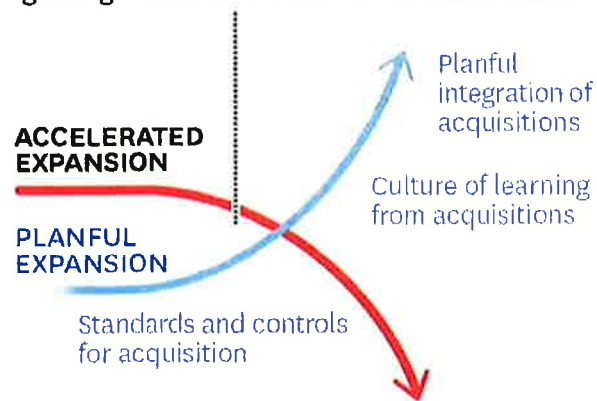 Planful
integration of
acquisitions
ACCELERATED
EXPANSION
Culture of learning
from acquisitions
PLANFUL
EXPANSION
Standards and controls
for acquisition